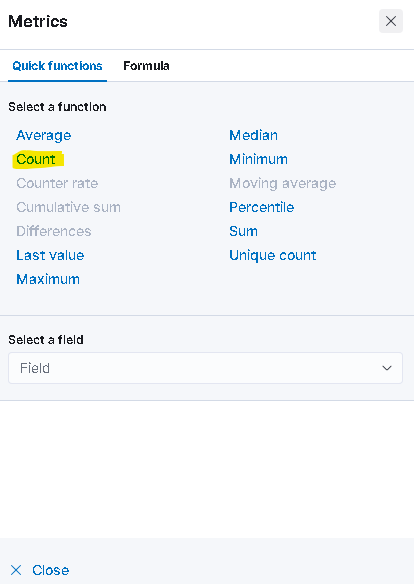 Metrics
Quick functions Formula
Select a function
Average Median
Count Minimum
Counter rate Moving average
Cumulative sum Percentile
Differences Sum
Last value Unique count
Maximum
Select a field
Field
Close